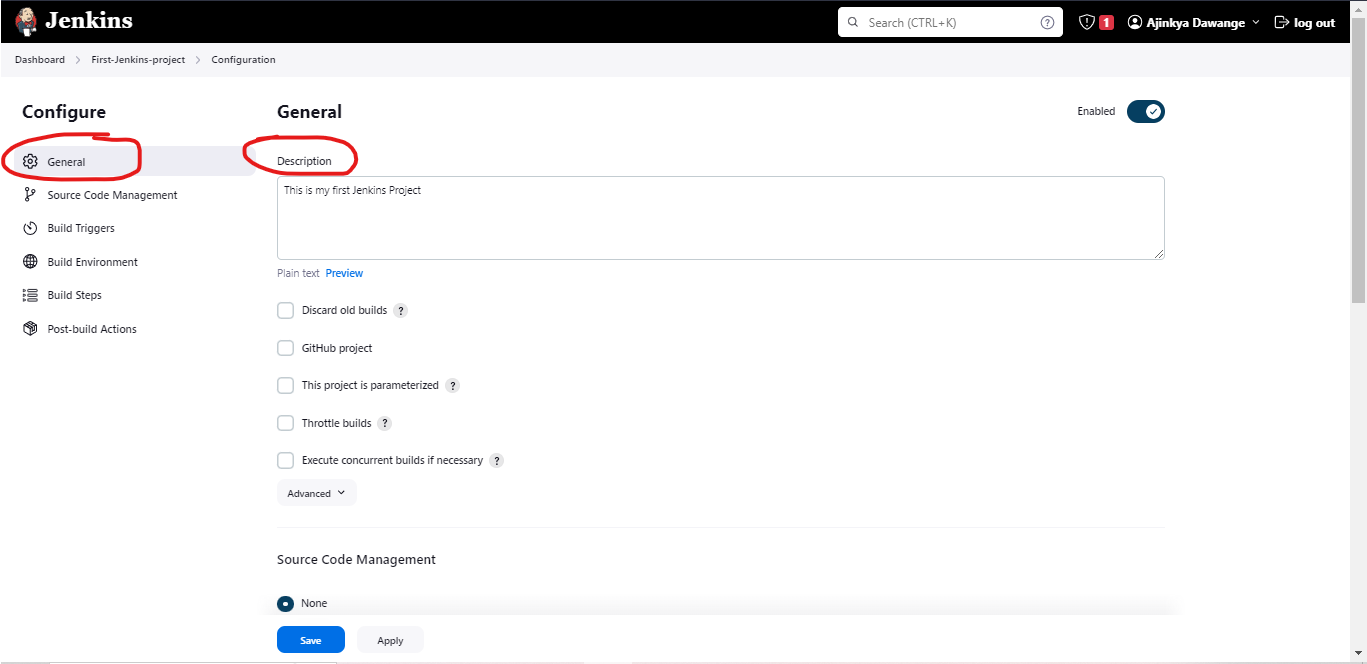 Jenkins
Search (CTRL+K) ?
1
Ajinkya Dawange
log out
Dashboard > First-Jenkins-project > Configuration
Configure
General
Source Code Management
Build Triggers
Build Environment
Build Steps
Post-build Actions
General
Enabled
Description
This is my first Jenkins Project
Plain text Preview
Discard old builds ?
GitHub project
This project is parameterized ?
Throttle builds ?
Execute concurrent builds if necessary ?
Advanced
Source Code Management
None
Save
Apply